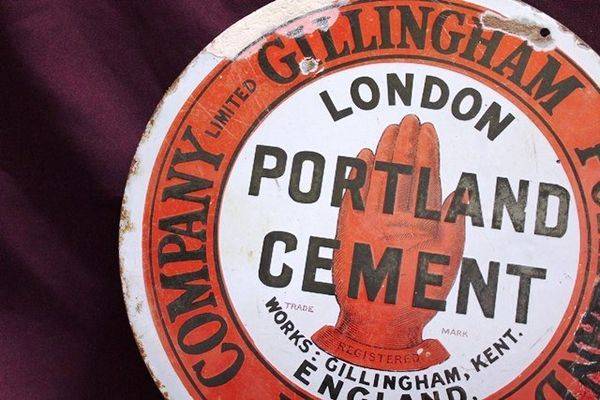 GILLINGHAM
COMPANY LIMITED
LONDON
PORTLAND
CEMENT
TRADE MARK
REGISTERED
WORKS: GILLINGHAM, KENT.
ENGLAND.